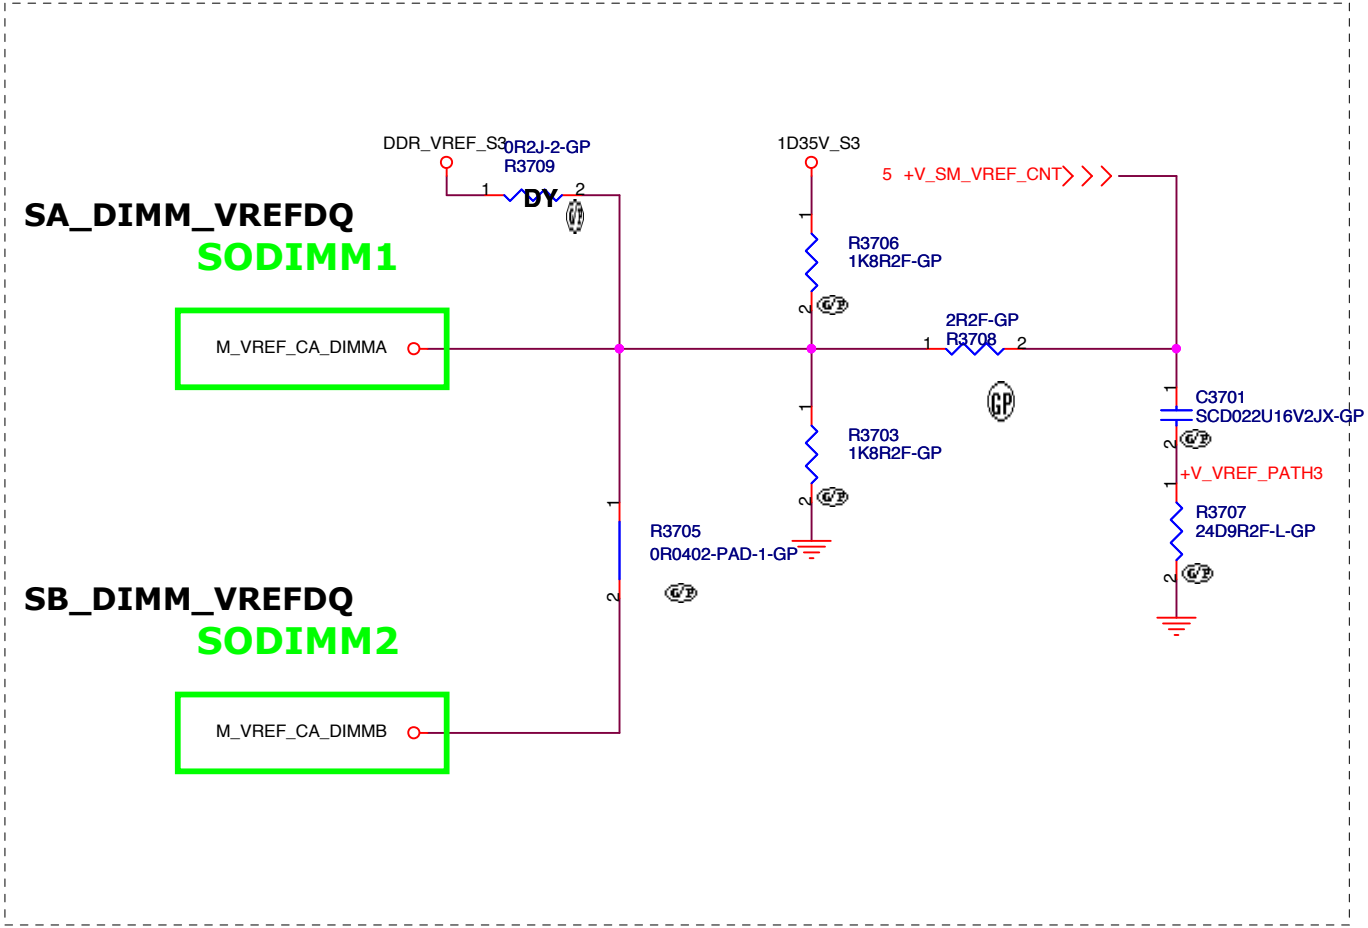 DDR_VREF_S3
0R2J-2-GP
R3709
1
2
DY
G/P
1D35V_S3
5 +V_SM_VREF_CNT
SA_DIMM_VREFDQ
SODIMM1
1
R3706
1K8R2F-GP
2
G/P
M_VREF_CA_DIMMA
2R2F-GP
R3708
1
2
GP
1
C3701
SCD022U16V2JX-GP
2
G/P
1
R3703
1K8R2F-GP
2
G/P
+V_VREF_PATH3
1
R3707
24D9R2F-L-GP
2
G/P
1
R3705
0R0402-PAD-1-GP
2
G/P
SB_DIMM_VREFDQ
SODIMM2
M_VREF_CA_DIMMB